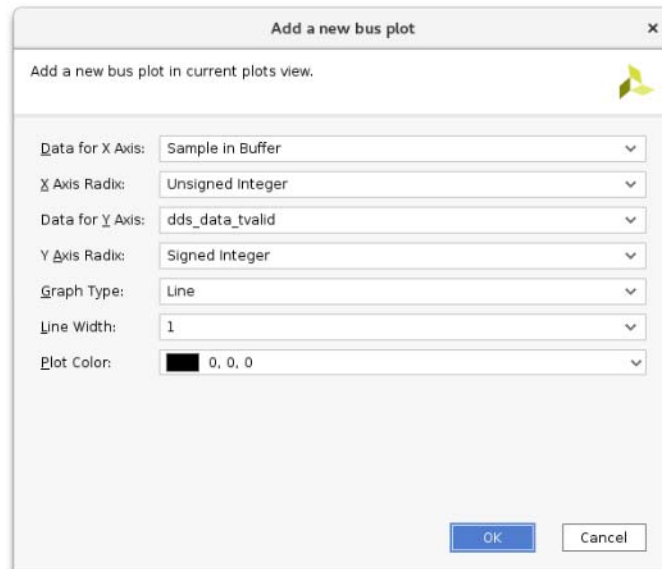 Add a new bus plot ×
Add a new bus plot in current plots view.
Data for X Axis: Sample in Buffer
X Axis Radix: Unsigned Integer
Data for Y Axis: dds_data_tvalid
Y Axis Radix: Signed Integer
Graph Type: Line
Line Width: 1
Plot Color: 0, 0, 0
OK Cancel